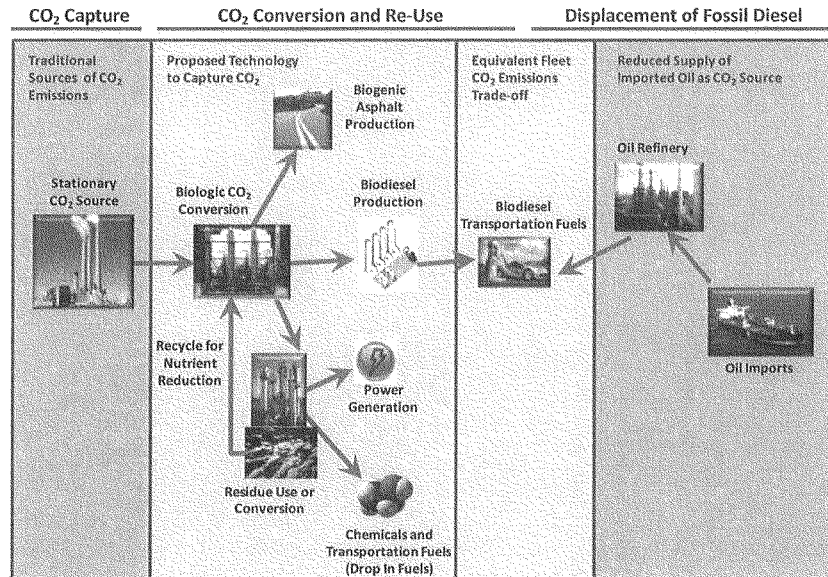 CO₂ Capture
CO₂ Conversion and Re-Use
Displacement of Fossil Diesel
Traditional
Sources of CO₂
Emissions
Proposed Technology
to Capture CO₂
Equivalent Fleet
CO₂ Emissions
Trade-off
Reduced Supply of
Imported Oil as CO₂ Source
Biogenic
Asphalt
Production
Oil Refinery
Stationary
CO₂ Source
Biologic CO₂
Conversion
Biodiesel
Production
Biodiesel
Transportation Fuels
Recycle for
Nutrient
Reduction
Power
Generation
Oil Imports
Residue Use or
Conversion
Chemicals and
Transportation Fuels
(Drop In Fuels)